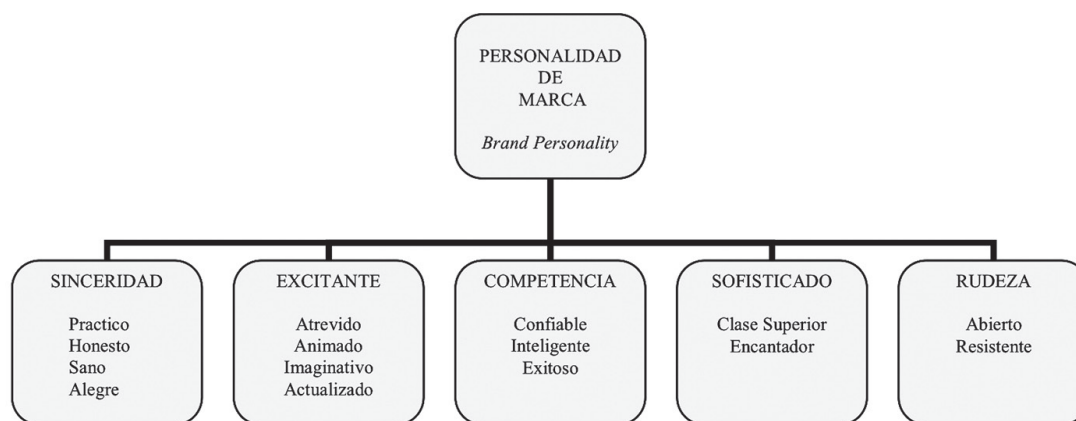 PERSONALIDAD
DE
MARCA
Brand Personality
SINCERIDAD
Practico
Honesto
Sano
Alegre
EXCITANTE
Atrevido
Animado
Imaginativo
Actualizado
COMPETENCIA
Confiable
Inteligente
Exitoso
SOFISTICADO
Clase Superior
Encantador
RUDEZA
Abierto
Resistente